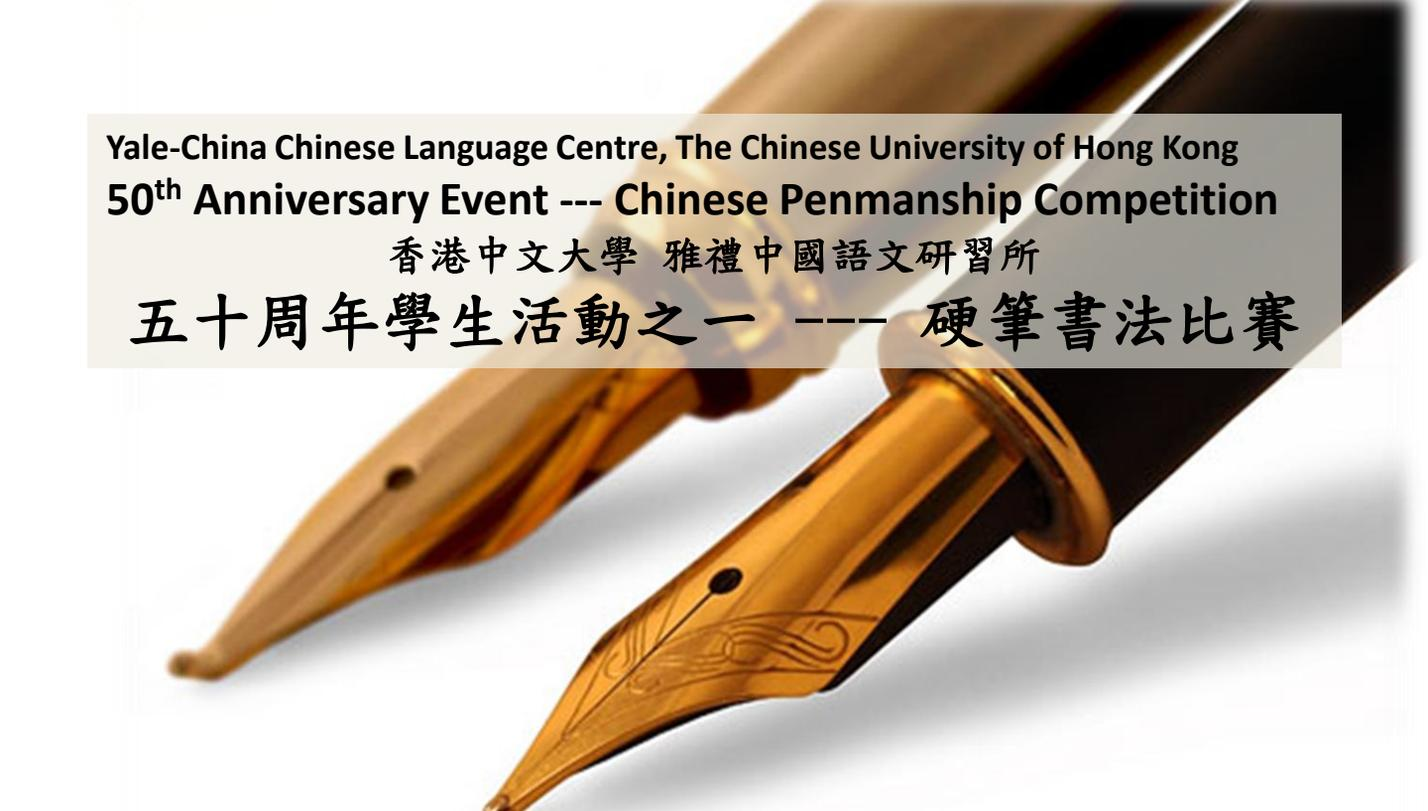 Yale-China Chinese Language Centre, The Chinese University of Hong Kong
50th Anniversary Event --- Chinese Penmanship Competition
香港中文大學 雅禮中國語文研習所
五十周年學生活動之一 --- 硬筆書法比賽